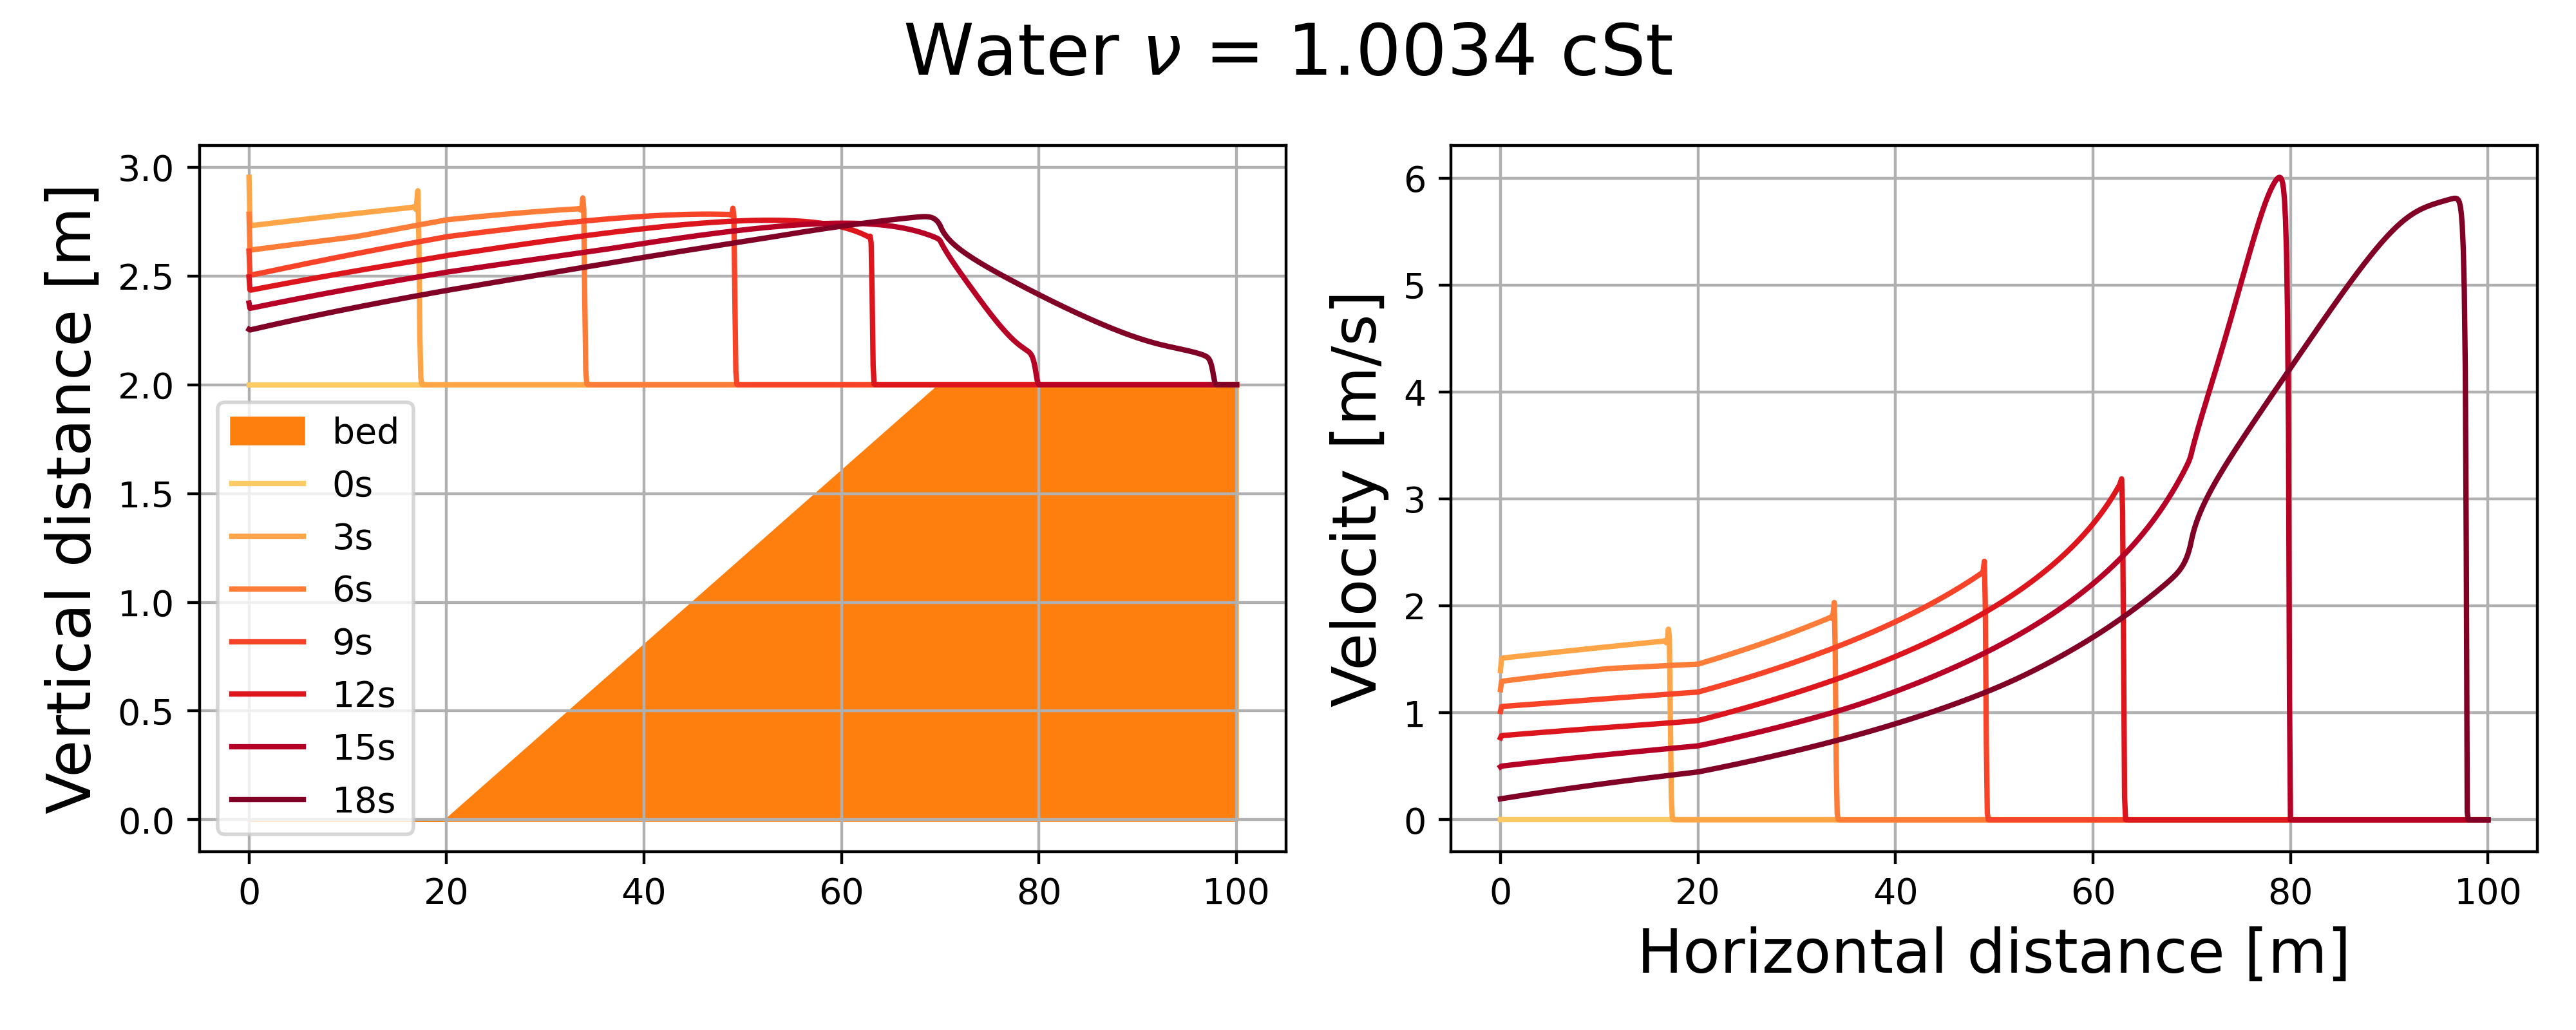 Water ν = 1.0034 cSt
Vertical distance [m]
3.0
2.5
2.0
1.5
1.0
0.5
0.0
bed
0s
3s
6s
9s
12s
15s
18s
0 20 40 60 80 100
Velocity [m/s]
6
5
4
3
2
1
0
0 20 40 60 80 100
Horizontal distance [m]